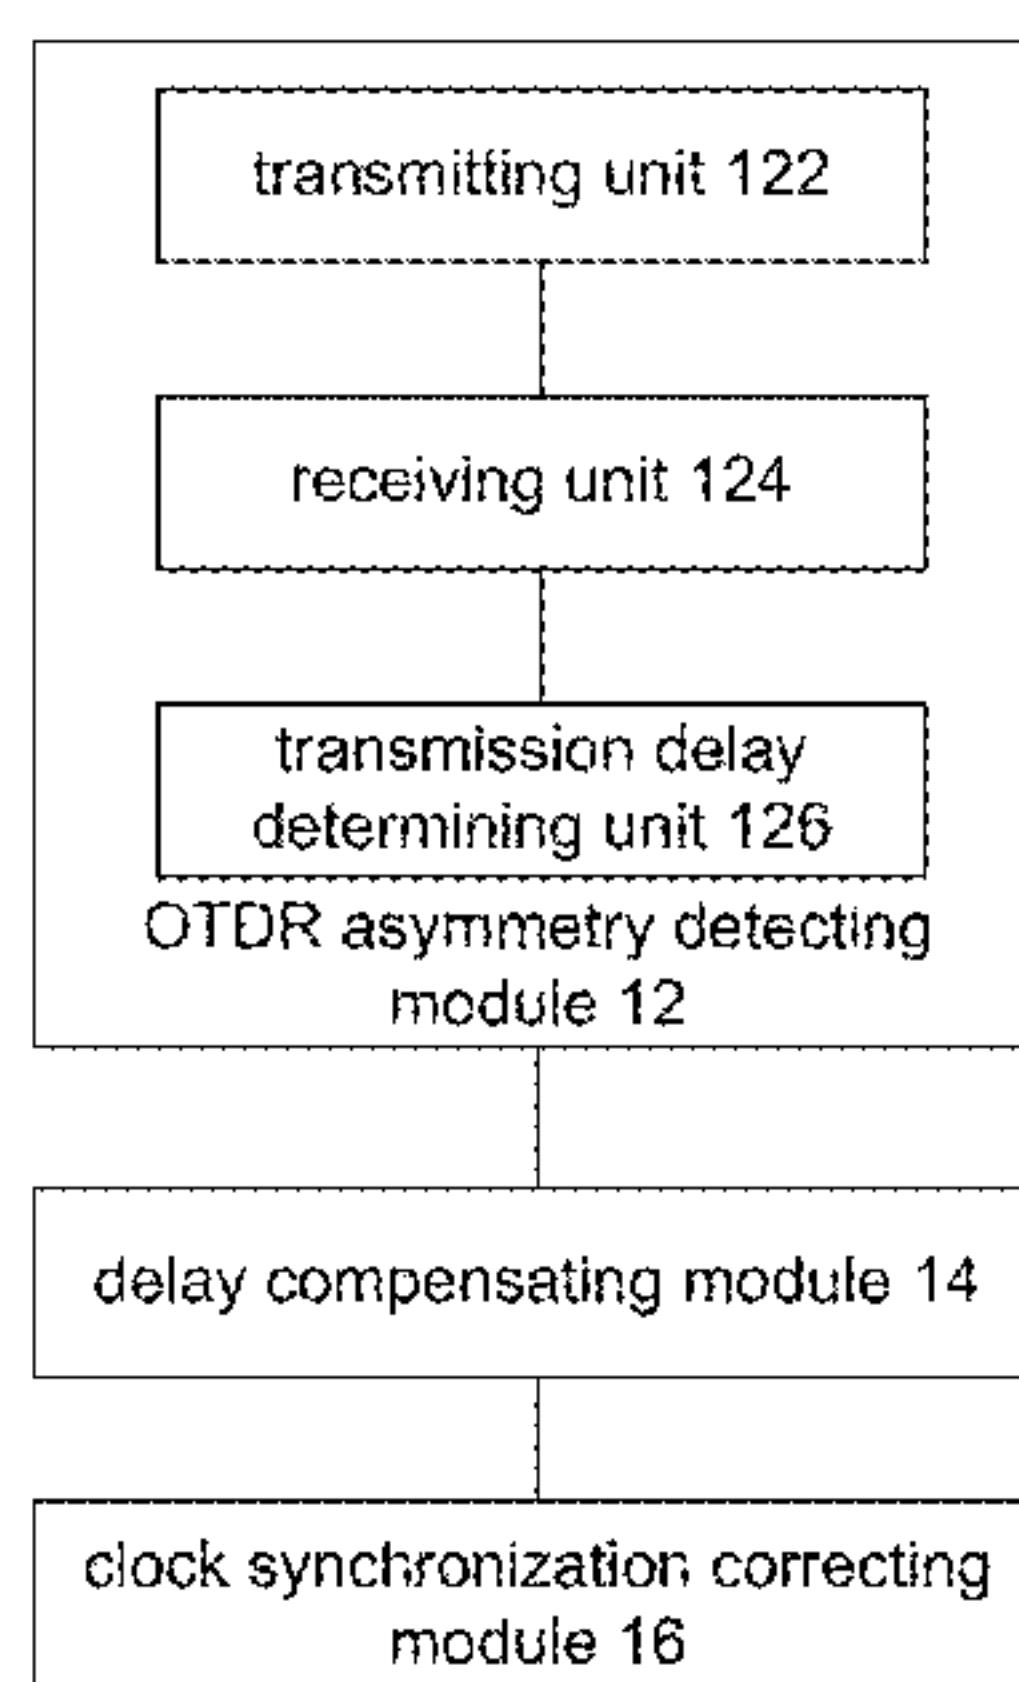 transmitting unit 122
receiving unit 124
transmission delay
determining unit 126
OTDR asymmetry detecting
module 12
delay compensating module 14
clock synchronization correcting
module 16